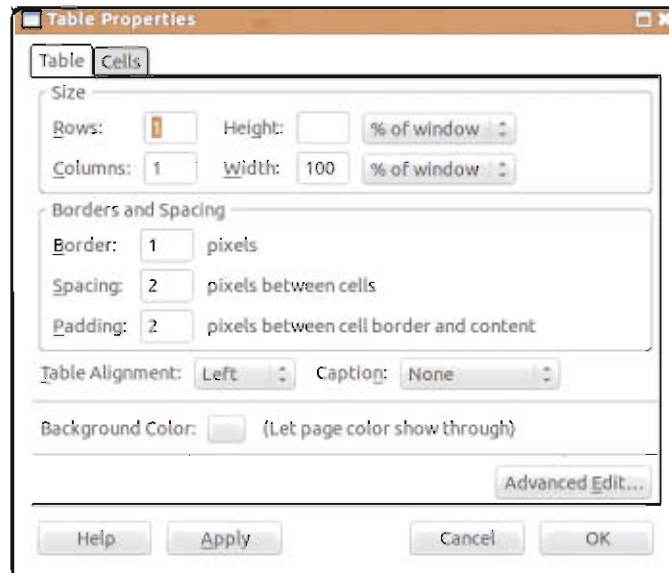 Table Properties
Table Cells
Size
Rows: 1 Height: % of window
Columns: 1 Width: 100 % of window
Borders and Spacing
Border: 1 pixels
Spacing: 2 pixels between cells
Padding: 2 pixels between cell border and content
Table Alignment: Left Caption: None
Background Color: (Let page color show through)
Advanced Edit...
Help Apply Cancel OK